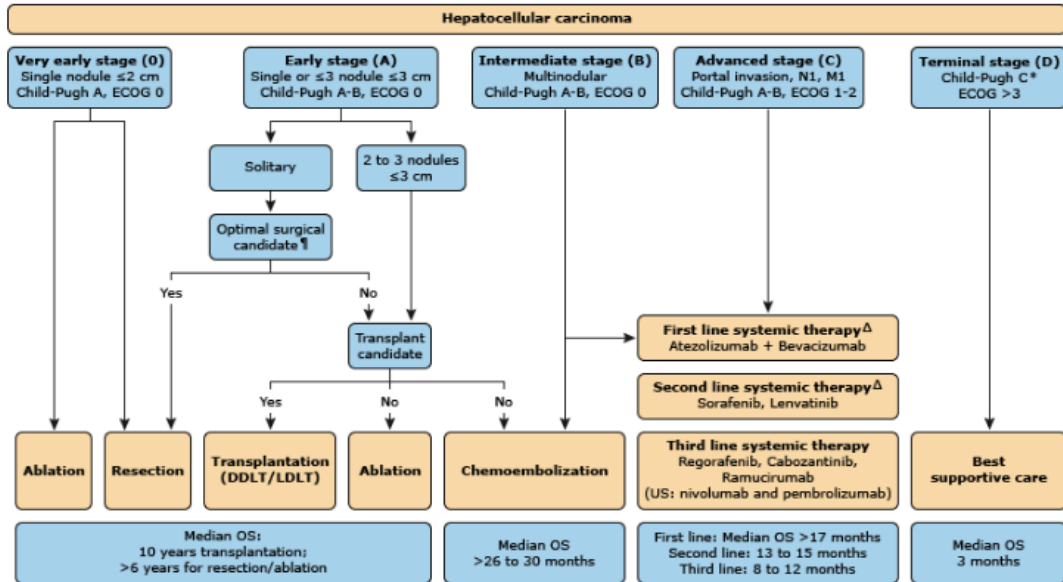 Hepatocellular carcinoma
Very early stage (0)
Single nodule ≤2 cm
Child-Pugh A, ECOG 0
Early stage (A)
Single or ≤3 nodule ≤3 cm
Child-Pugh A-B, ECOG 0
Intermediate stage (B)
Multinodular
Child-Pugh A-B, ECOG 0
Advanced stage (C)
Portal invasion, N1, M1
Child-Pugh A-B, ECOG 1-2
Terminal stage (D)
Child-Pugh C*
ECOG >3
Solitary
2 to 3 nodules
≤3 cm
Optimal surgical
candidate¶
Yes
No
Transplant
candidate
Yes
No
No
First line systemic therapyΔ
Atezolizumab + Bevacizumab
Second line systemic therapyΔ
Sorafenib, Lenvatinib
Ablation
Resection
Transplantation
(DDLT/LDLT)
Ablation
Chemoembolization
Third line systemic therapy
Regorafenib, Cabozantinib,
Ramucirumab
(US: nivolumab and pembrolizumab)
Best
supportive care
Median OS:
10 years transplantation;
>6 years for resection/ablation
Median OS
>26 to 30 months
First line: Median OS >17 months
Second line: 13 to 15 months
Third line: 8 to 12 months
Median OS
3 months